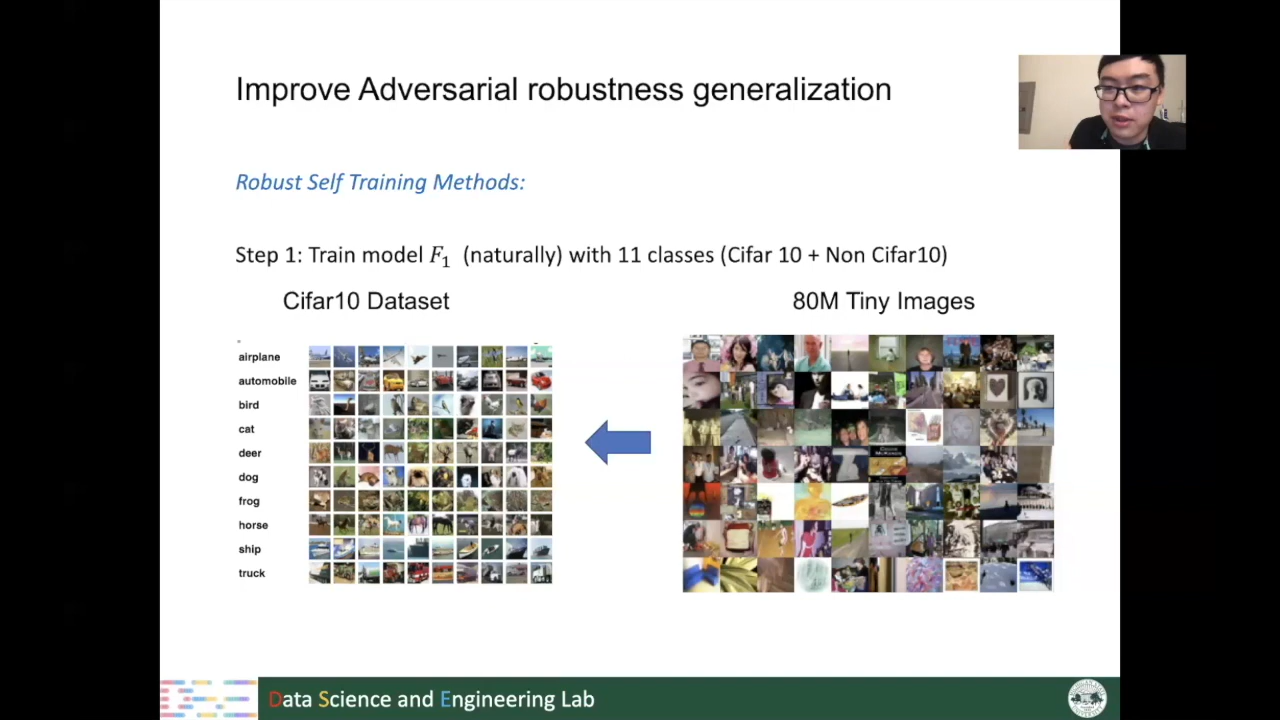 Improve Adversarial robustness generalization
Robust Self Training Methods:
Step 1: Train model F₁ (naturally) with 11 classes (Cifar 10 + Non Cifar10)
Cifar10 Dataset
80M Tiny Images
airplane
automobile
bird
cat
deer
dog
frog
horse
ship
truck
Data Science and Engineering Lab